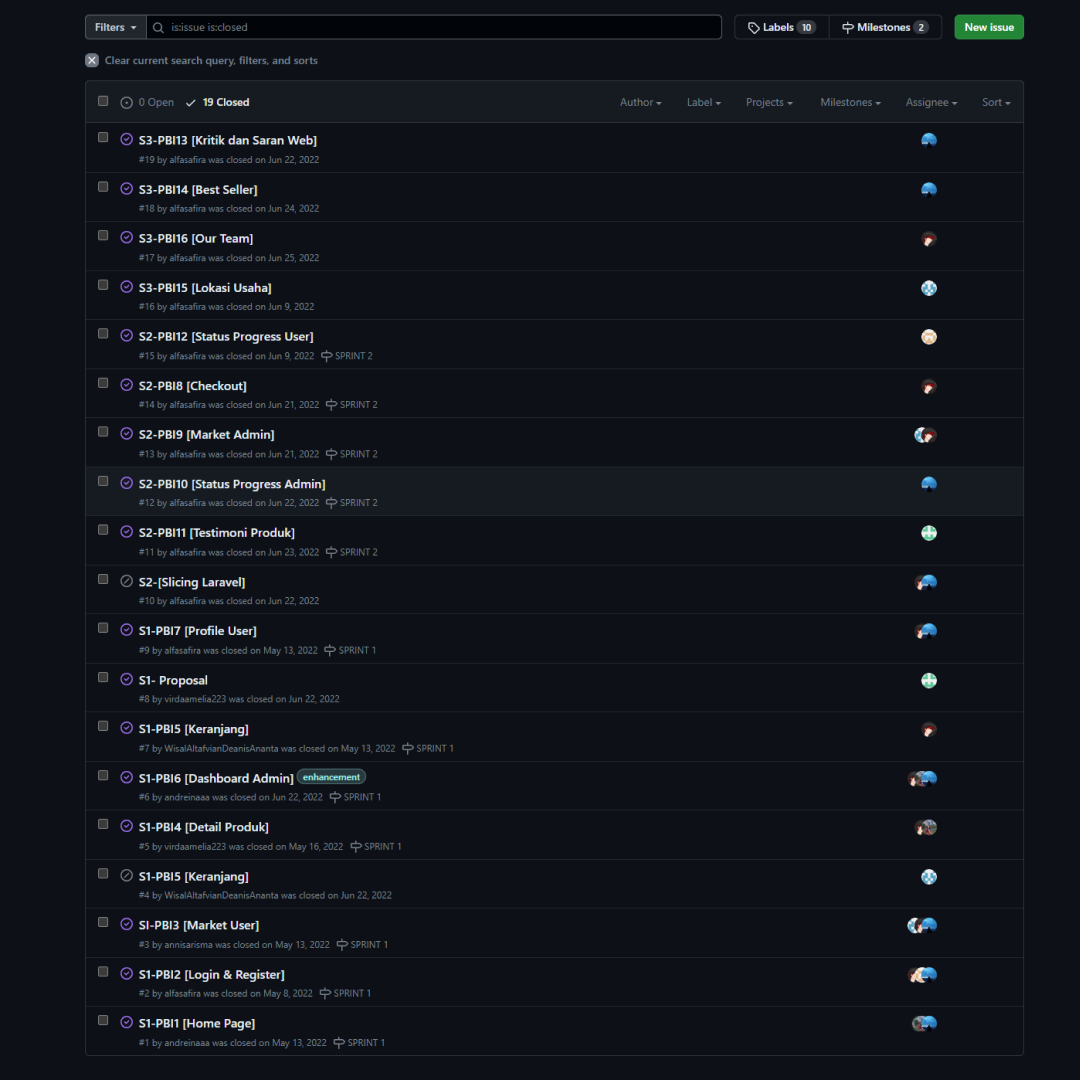 Filters is:issue is:closed Labels 10 Milestones 2 New issue
Clear current search query, filters, and sorts
0 Open 19 Closed Author Label Projects Milestones Assignee Sort
S3-PBI13 [Kritik dan Saran Web]
#19 by alfasafira was closed on Jun 22, 2022
S3-PBI14 [Best Seller]
#18 by alfasafira was closed on Jun 24, 2022
S3-PBI16 [Our Team]
#17 by alfasafira was closed on Jun 25, 2022
S3-PBI15 [Lokasi Usaha]
#16 by alfasafira was closed on Jun 9, 2022
S2-PBI12 [Status Progress User]
#15 by alfasafira was closed on Jun 9, 2022 SPRINT 2
S2-PBI8 [Checkout]
#14 by alfasafira was closed on Jun 21, 2022 SPRINT 2
S2-PBI9 [Market Admin]
#13 by alfasafira was closed on Jun 21, 2022 SPRINT 2
S2-PBI10 [Status Progress Admin]
#12 by alfasafira was closed on Jun 22, 2022 SPRINT 2
S2-PBI11 [Testimoni Produk]
#11 by alfasafira was closed on Jun 23, 2022 SPRINT 2
S2-[Slicing Laravel]
#10 by alfasafira was closed on Jun 22, 2022
S1-PBI7 [Profile User]
#9 by alfasafira was closed on May 13, 2022 SPRINT 1
S1- Proposal
#8 by virdaamelia223 was closed on Jun 22, 2022
S1-PBI5 [Keranjang]
#7 by WisalAltafvianDeanisAnanta was closed on May 13, 2022 SPRINT 1
S1-PBI6 [Dashboard Admin] enhancement
#6 by andreinaaa was closed on Jun 22, 2022 SPRINT 1
S1-PBI4 [Detail Produk]
#5 by virdaamelia223 was closed on May 16, 2022 SPRINT 1
S1-PBI5 [Keranjang]
#4 by WisalAltafvianDeanisAnanta was closed on Jun 22, 2022
SI-PBI3 [Market User]
#3 by annisarisma was closed on May 13, 2022 SPRINT 1
S1-PBI2 [Login & Register]
#2 by alfasafira was closed on May 8, 2022 SPRINT 1
S1-PBI1 [Home Page]
#1 by andreinaaa was closed on May 13, 2022 SPRINT 1